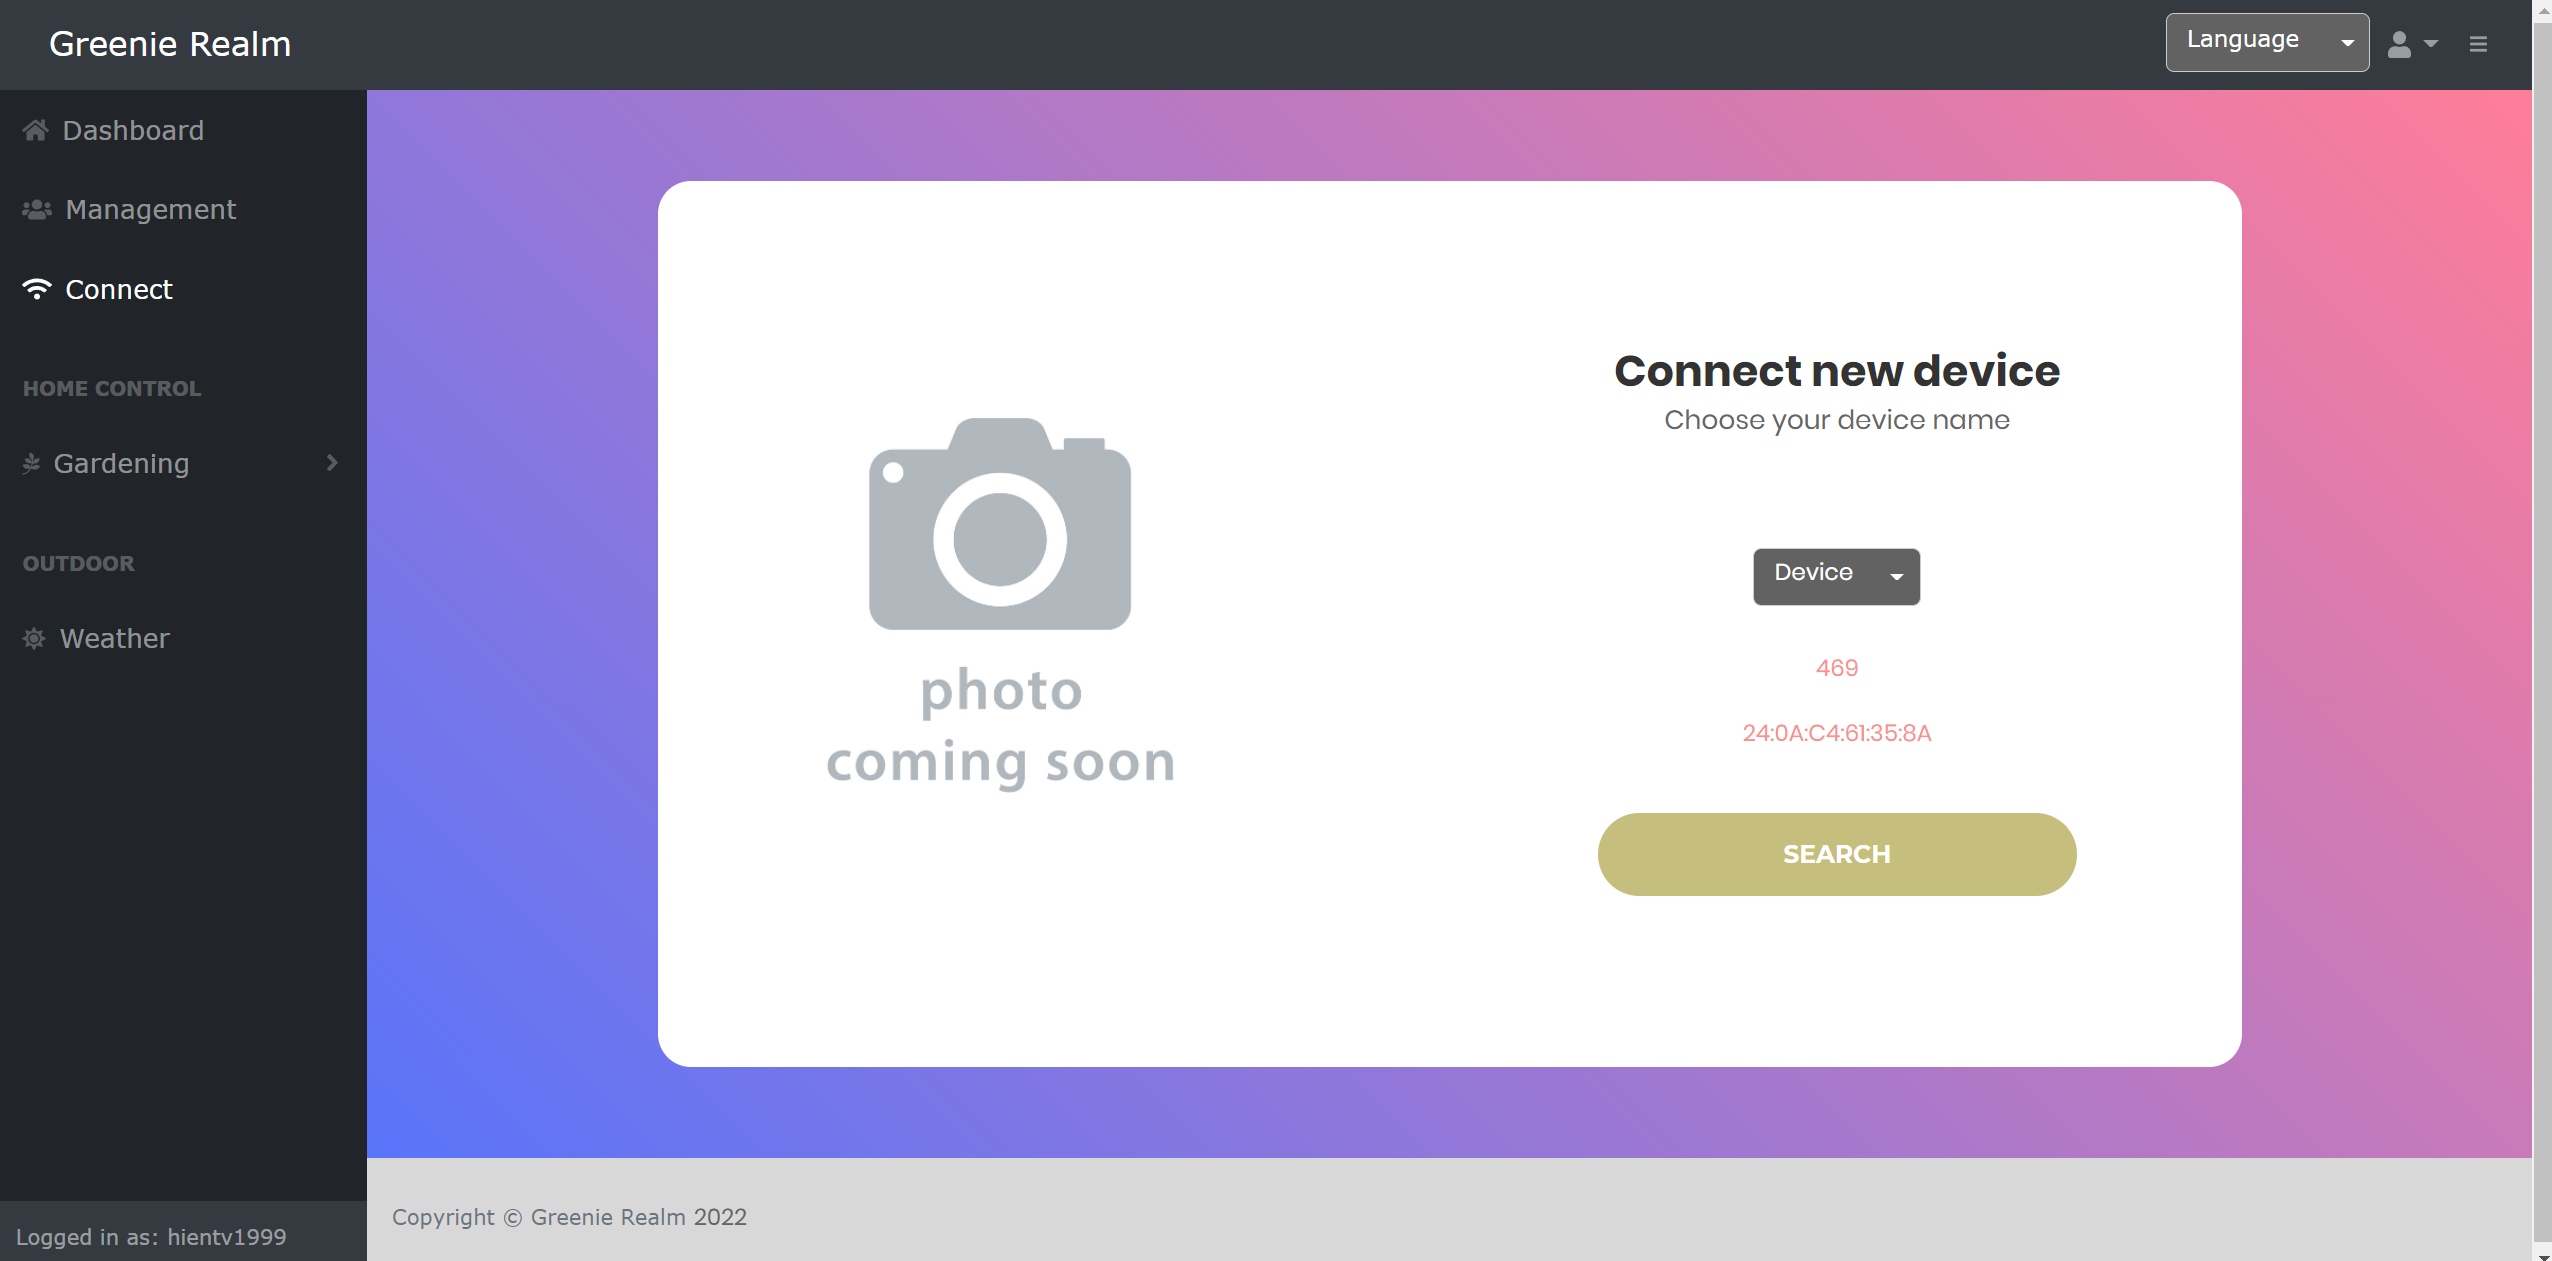 Greenie Realm
Language
Dashboard
Management
Connect
HOME CONTROL
Gardening
OUTDOOR
Weather
Logged in as: hientv1999
photo
coming soon
Connect new device
Choose your device name
Device
469
24:0A:C4:61:35:8A
SEARCH
Copyright © Greenie Realm 2022